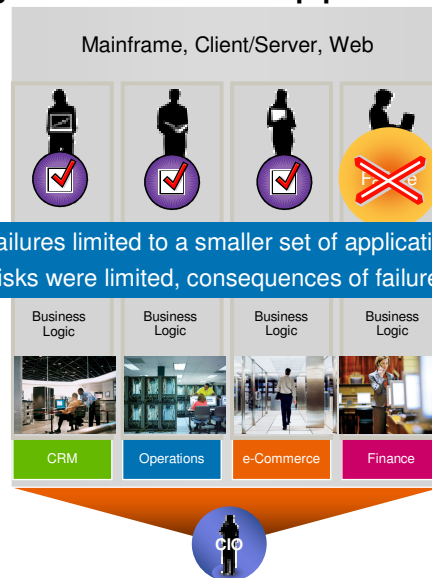 Mainframe, Client/Server, Web
ailures limited to a smaller set of applicati
isks were limited, consequences of failure
Business Business Business Business
Logic Logic Logic Logic
CRM Operations e-Commerce Finance
CIO